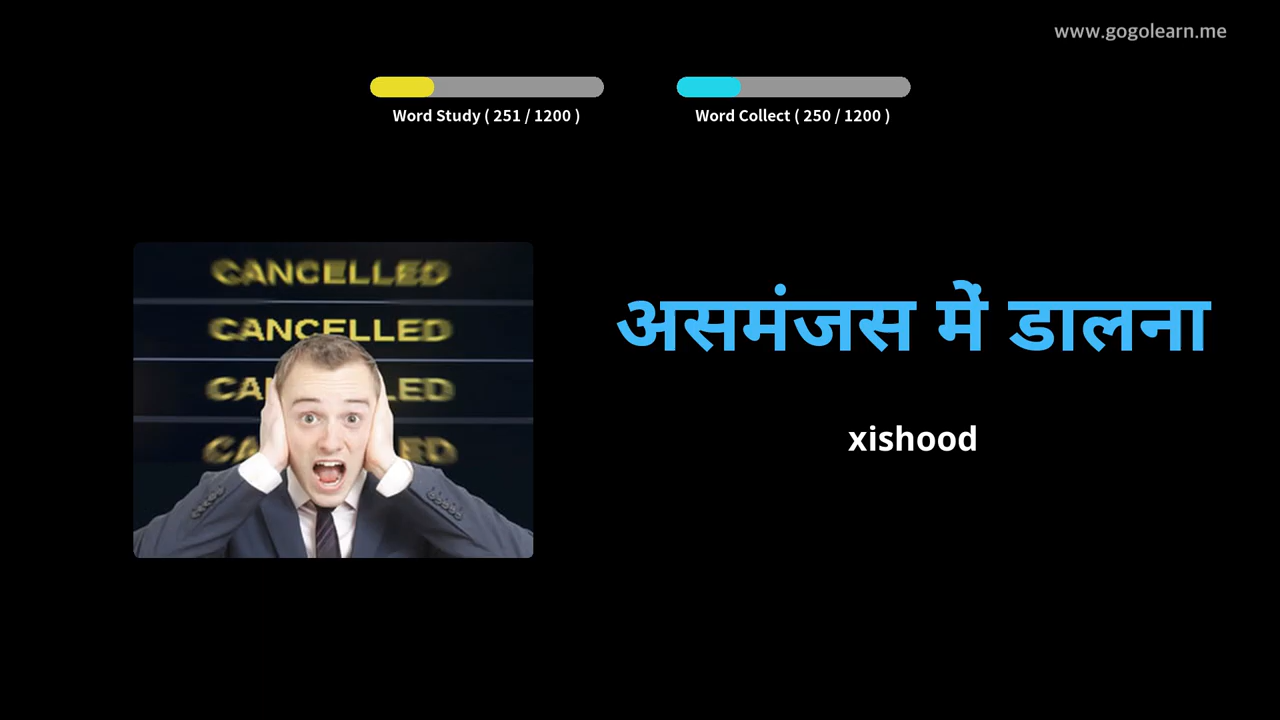 www.gogolearn.me
Word Study ( 251 / 1200 )
Word Collect ( 250 / 1200 )
CANCELLED
CANCELLED
असमंजस में डालना
xishood